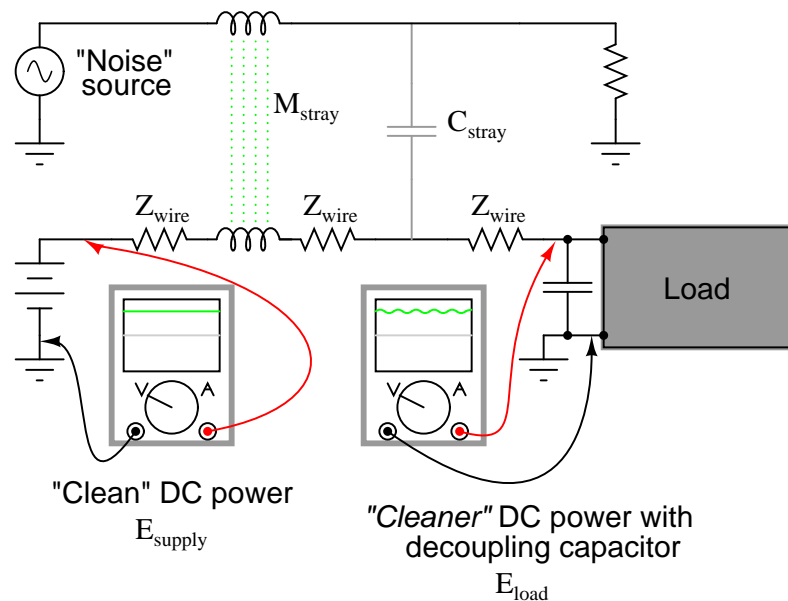 "Noise"
source
M stray
C stray
Z wire
Z wire
Z wire
Load
V
A
V
A
"Clean" DC power
E supply
"Cleaner" DC power with
decoupling capacitor
E load